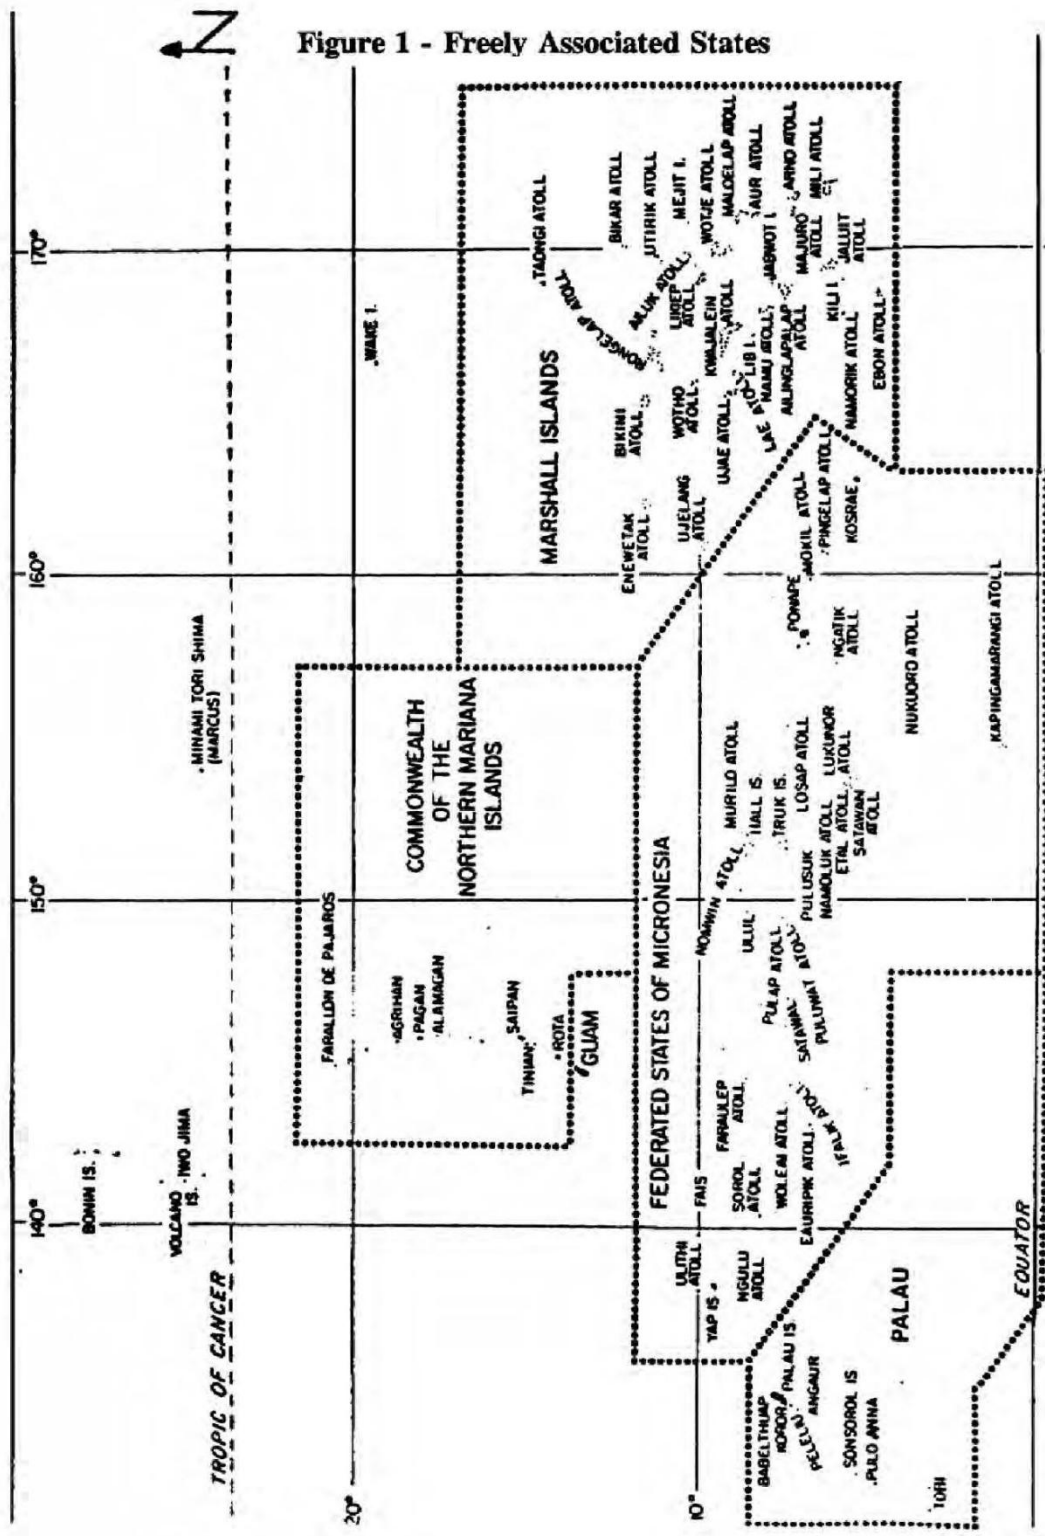 Figure 1 - Freely Associated States
N
140°
150°
160°
170°
BONIN IS.
VOLCANO
IS.
IWO JIMA
MINAMI TORI SHIMA
(MARCUS)
TROPIC OF CANCER
20°
WAKE I.
FARALLON DE PAJAROS
COMMONWEALTH
OF THE
NORTHERN MARIANA
ISLANDS
AGRIHAN
PAGAN
ALAMAGAN
SAIPAN
TINIAN
ROTA
GUAM
MARSHALL ISLANDS
TAONGI ATOLL
BIKAR ATOLL
UTIRIK ATOLL
MEJIT I.
RONGELAP ATOLL
AILUK ATOLL
BIKINI
ATOLL
ENEWETAK
ATOLL
LIKIEP
ATOLL
WOTHO
ATOLL
UJELANG
ATOLL
WOTJE ATOLL
KWAJALEIN
ATOLL
MALOELAP ATOLL
UJAE ATOLL
LAE ATOLL
LIB I.
NAMU ATOLL
JABWOT I.
AUR ATOLL
AILINGLAPALAP
ATOLL
MAJURO
ATOLL
ARNO ATOLL
MILI ATOLL
KILI I.
JALUIT
ATOLL
NAMORIK ATOLL
EBON ATOLL
FEDERATED STATES OF MICRONESIA
10°
ULITHI
ATOLL
YAP IS.
FAIS
NGULU
ATOLL
SOROL
ATOLL
FARAULEP
ATOLL
WOLEAI ATOLL
EAURIPIK ATOLL
IFALIK ATOLL
NOMWIN ATOLL
MURILO ATOLL
HALL IS.
ULUL
TRUK IS.
PULAP ATOLL
SATAWAL
PULUWAT ATOLL
PULUSUK
LOSAP ATOLL
NAMOLUK ATOLL
LUKUNOR
ATOLL
ETAL ATOLL
SATAWAN
ATOLL
PONAPE
MOKIL ATOLL
PINGELAP ATOLL
KOSRAE
NGATIK
ATOLL
NUKUORO ATOLL
KAPINGAMARANGI ATOLL
PALAU
BABELTHUAP
KOROR
PALAU IS.
PELELIU
ANGAUR
SONSOROL IS
PULO ANNA
TOBI
EQUATOR